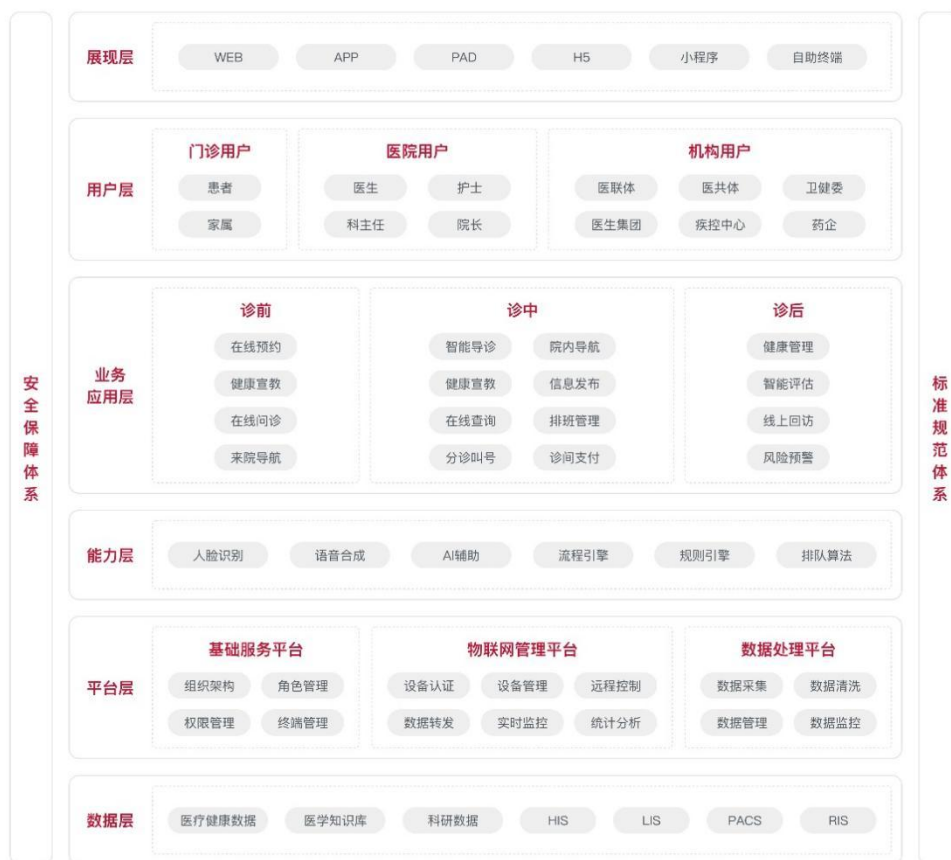 安全保障体系
展现层
WEB APP PAD H5 小程序 自助终端
用户层
门诊用户
患者
家属
医院用户
医生 护士
科主任 院长
机构用户
医联体 医共体 卫健委
医生集团 疾控中心 药企
业务
应用层
诊前
在线预约
健康宣教
在线问诊
来院导航
诊中
智能导诊 院内导航
健康宣教 信息发布
在线查询 排班管理
分诊叫号 诊间支付
诊后
健康管理
智能评估
线上回访
风险预警
能力层
人脸识别 语音合成 AI辅助 流程引擎 规则引擎 排队算法
平台层
基础服务平台
组织架构 角色管理
权限管理 终端管理
物联网管理平台
设备认证 设备管理 远程控制
数据转发 实时监控 统计分析
数据处理平台
数据采集 数据清洗
数据管理 数据监控
数据层
医疗健康数据 医学知识库 科研数据 HIS LIS PACS RIS
标准规范体系